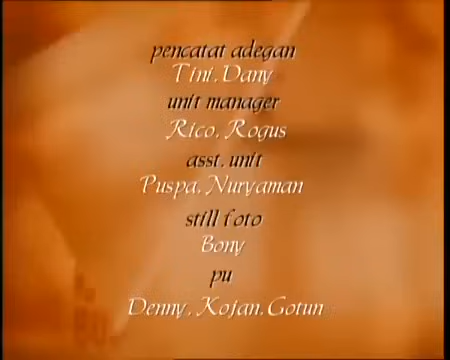 pencatat adegan
Tini. Dany
unit manager
Rico. Rogus
asst. unit
Puspa. Nuryaman
still foto
Bony
pu
Denny. Kojan. Gotun